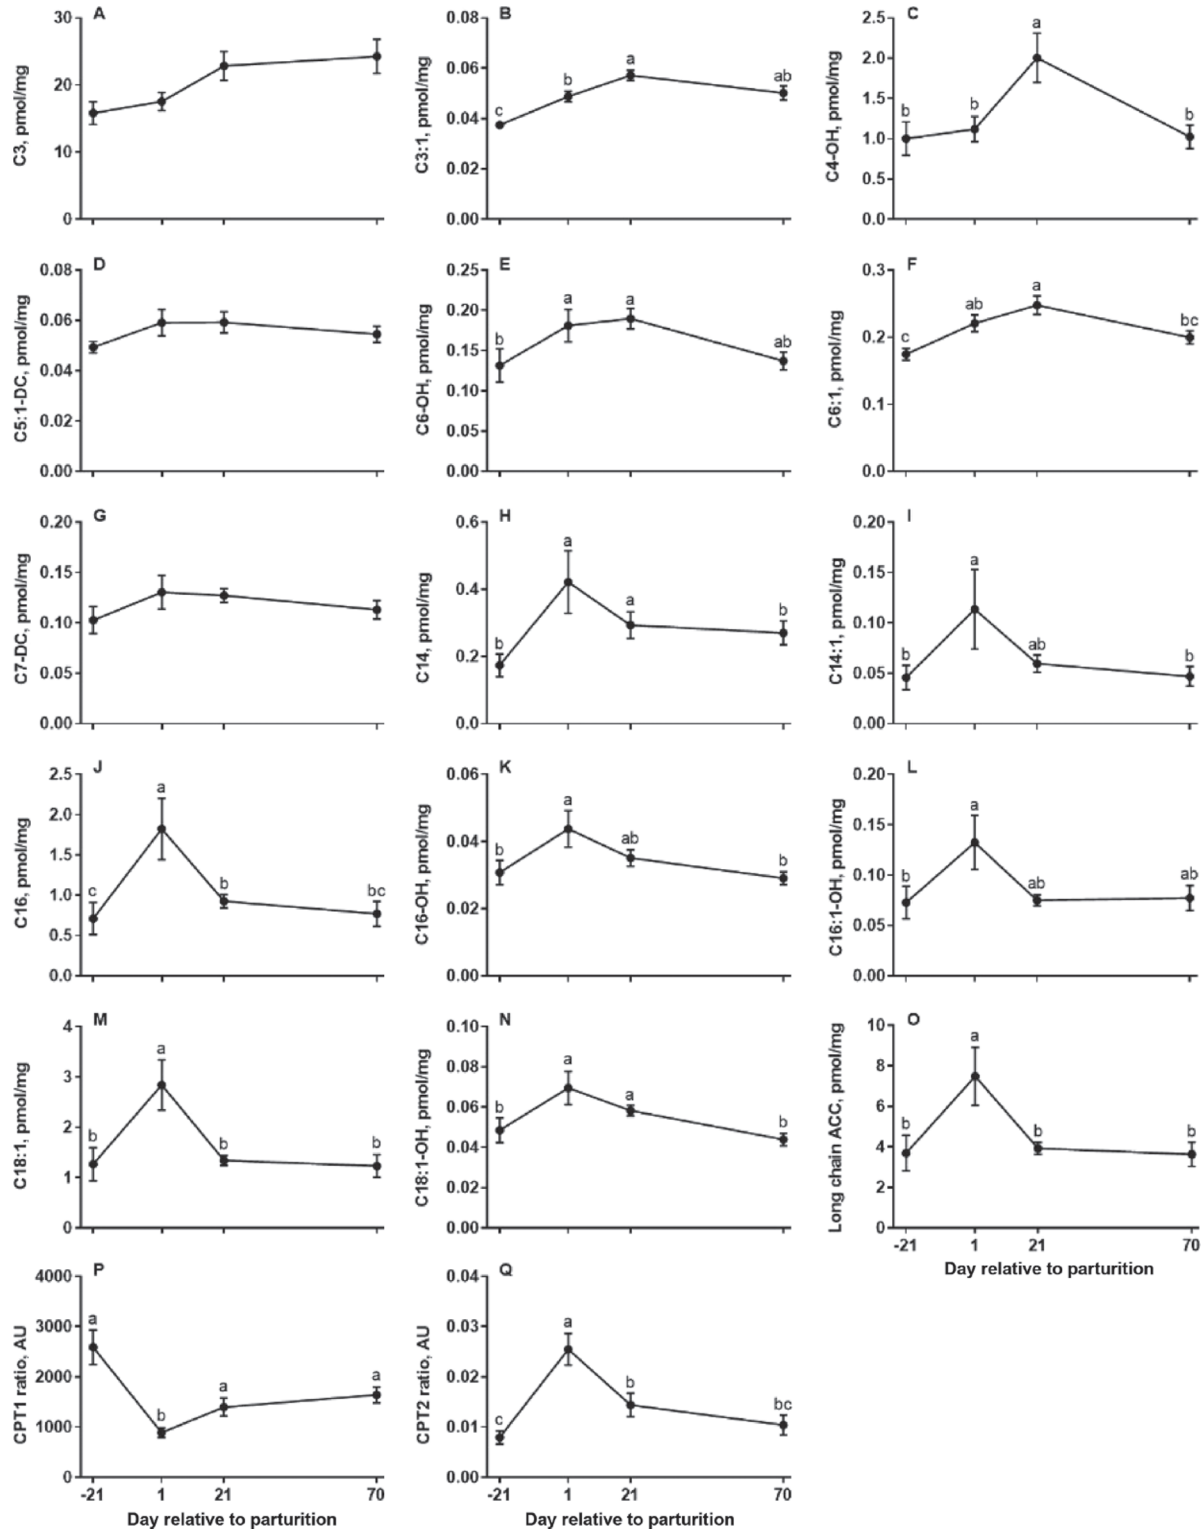 A
C3, pmol/mg
30
20
10
0
B
C3:1, pmol/mg
0.08
0.06
0.04
0.02
0.00
c
b
a
ab
C
C4-OH, pmol/mg
2.5
2.0
1.5
1.0
0.5
0.0
b
b
a
b
D
C5:1-DC, pmol/mg
0.08
0.06
0.04
0.02
0.00
E
C6-OH, pmol/mg
0.25
0.20
0.15
0.10
0.05
0.00
b
a
a
ab
F
C6:1, pmol/mg
0.3
0.2
0.1
0.0
c
ab
a
bc
G
C7-DC, pmol/mg
0.20
0.15
0.10
0.05
0.00
H
C14, pmol/mg
0.6
0.4
0.2
0.0
b
a
a
b
I
C14:1, pmol/mg
0.20
0.15
0.10
0.05
0.00
b
a
ab
b
J
C16, pmol/mg
2.5
2.0
1.5
1.0
0.5
0.0
c
a
b
bc
K
C16-OH, pmol/mg
0.06
0.04
0.02
0.00
b
a
ab
b
L
C16:1-OH, pmol/mg
0.20
0.15
0.10
0.05
0.00
b
a
ab
ab
M
C18:1, pmol/mg
4
3
2
1
0
b
a
b
b
N
C18:1-OH, pmol/mg
0.10
0.08
0.06
0.04
0.02
0.00
b
a
a
b
O
Long chain ACC, pmol/mg
10
8
6
4
2
0
b
a
b
b
-21 1 21 70
Day relative to parturition
P
CPT1 ratio, AU
4000
3000
2000
1000
0
a
b
a
a
-21 1 21 70
Day relative to parturition
Q
CPT2 ratio, AU
0.04
0.03
0.02
0.01
0.00
c
a
b
bc
-21 1 21 70
Day relative to parturition